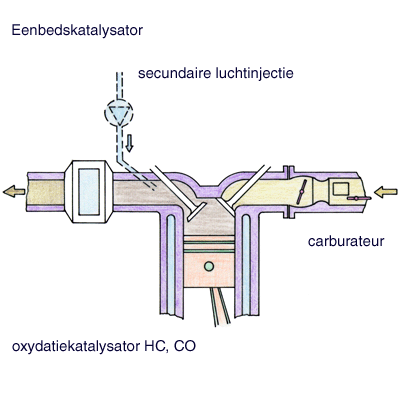 Eenbedskatalysator
secundaire luchtinjectie
carburateur
oxydatiekatalysator HC, CO